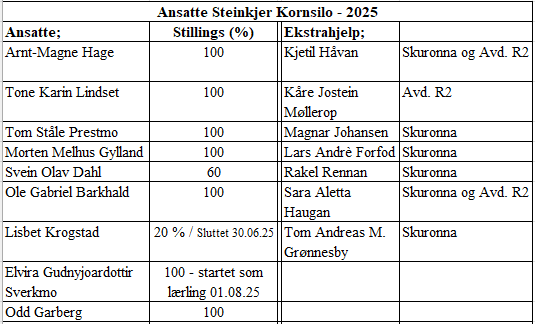 Ansatte Steinkjer Kornsilo - 2025
Ansatte; Stillings (%) Ekstrahjelp;
Arnt-Magne Hage 100 Kjetil Håvan Skuronna og Avd. R2
Tone Karin Lindset 100 Kåre Jostein Avd. R2
Møllerop
Tom Ståle Prestmo 100 Magnar Johansen Skuronna
Morten Melhus Gylland 100 Lars Andrè Forfod Skuronna
Svein Olav Dahl 60 Rakel Rennan Skuronna
Ole Gabriel Barkhald 100 Sara Aletta Skuronna og Avd. R2
Haugan
Lisbet Krogstad 20 % / Sluttet 30.06.25 Tom Andreas M. Skuronna
Grønnesby
Elvira Gudnyjoardottir 100 - startet som
Sverkmo lærling 01.08.25
Odd Garberg 100